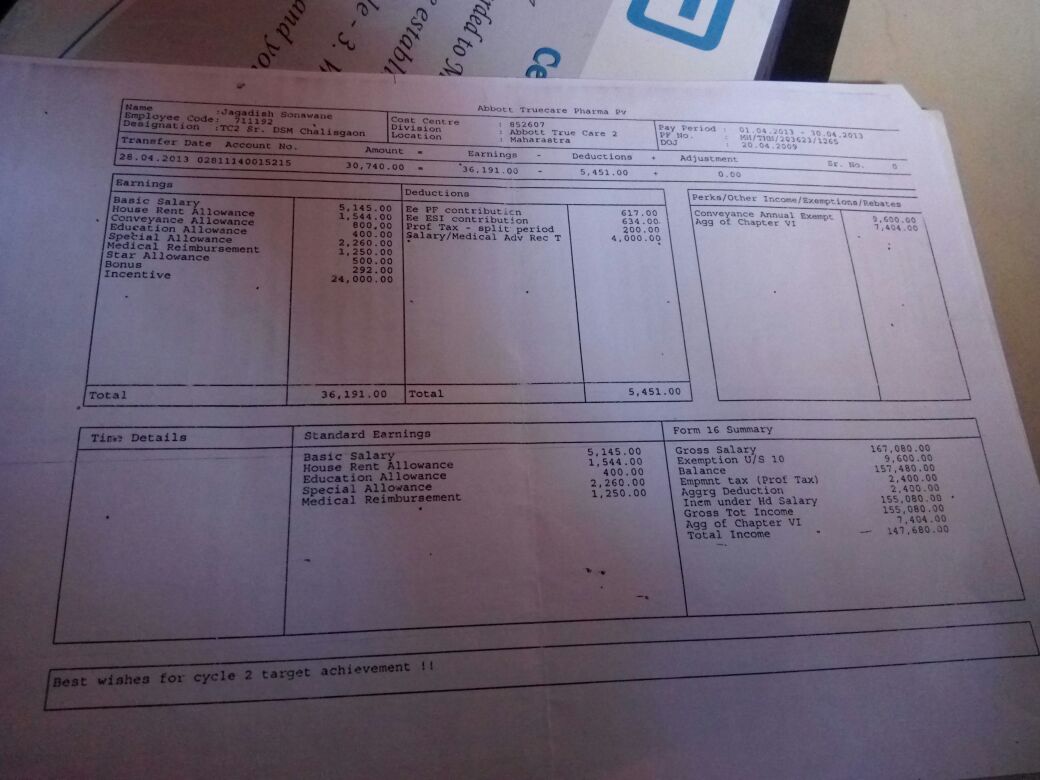 rded to M
le - 3. W
e establi
and yo
Ce
Abbott Truecare Pharma Pv
Name :Jagadish Sonawane
Employee Code: 711192
Designation :TC2 Sr. DSM Chalisgaon
Cost Centre : 852607
Division : Abbott True Care 2
Location : Maharastra
Pay Period : 01.04.2013 - 30.04.2013
PF No. : MH/THN/203621/1265
DOJ : 20.04.2009
Transfer Date Account No. Amount = Earnings - Deductions + Adjustment Sr. No. 0
28.04.2013 02811140015215 30,740.00 = 36,191.00 - 5,451.00 + 0.00
Earnings
Basic Salary 5,145.00
House Rent Allowance 1,544.00
Conveyance Allowance 800.00
Education Allowance 400.00
Special Allowance 2,260.00
Medical Reimbursement 1,250.00
Star Allowance 500.00
Bonus 292.00
Incentive 24,000.00
Total 36,191.00
Deductions
Ee PF contribution 617.00
Ee ESI contribution 634.00
Prof Tax - split period 200.00
Salary/Medical Adv Rec T 4,000.00
Total 5,451.00
Perks/Other Income/Exemptions/Rebates
Conveyance Annual Exempt 9,600.00
Agg of Chapter VI 7,404.00
Time Details
Standard Earnings
Basic Salary 5,145.00
House Rent Allowance 1,544.00
Education Allowance 400.00
Special Allowance 2,260.00
Medical Reimbursement 1,250.00
Form 16 Summary
Gross Salary 167,080.00
Exemption U/S 10 9,600.00
Balance 157,480.00
Empmnt tax (Prof Tax) 2,400.00
Aggrg Deduction 2,400.00
Incm under Hd Salary 155,080.00
Gross Tot Income 155,080.00
Agg of Chapter VI 7,404.00
Total Income 147,680.00
Best wishes for cycle 2 target achievement !!